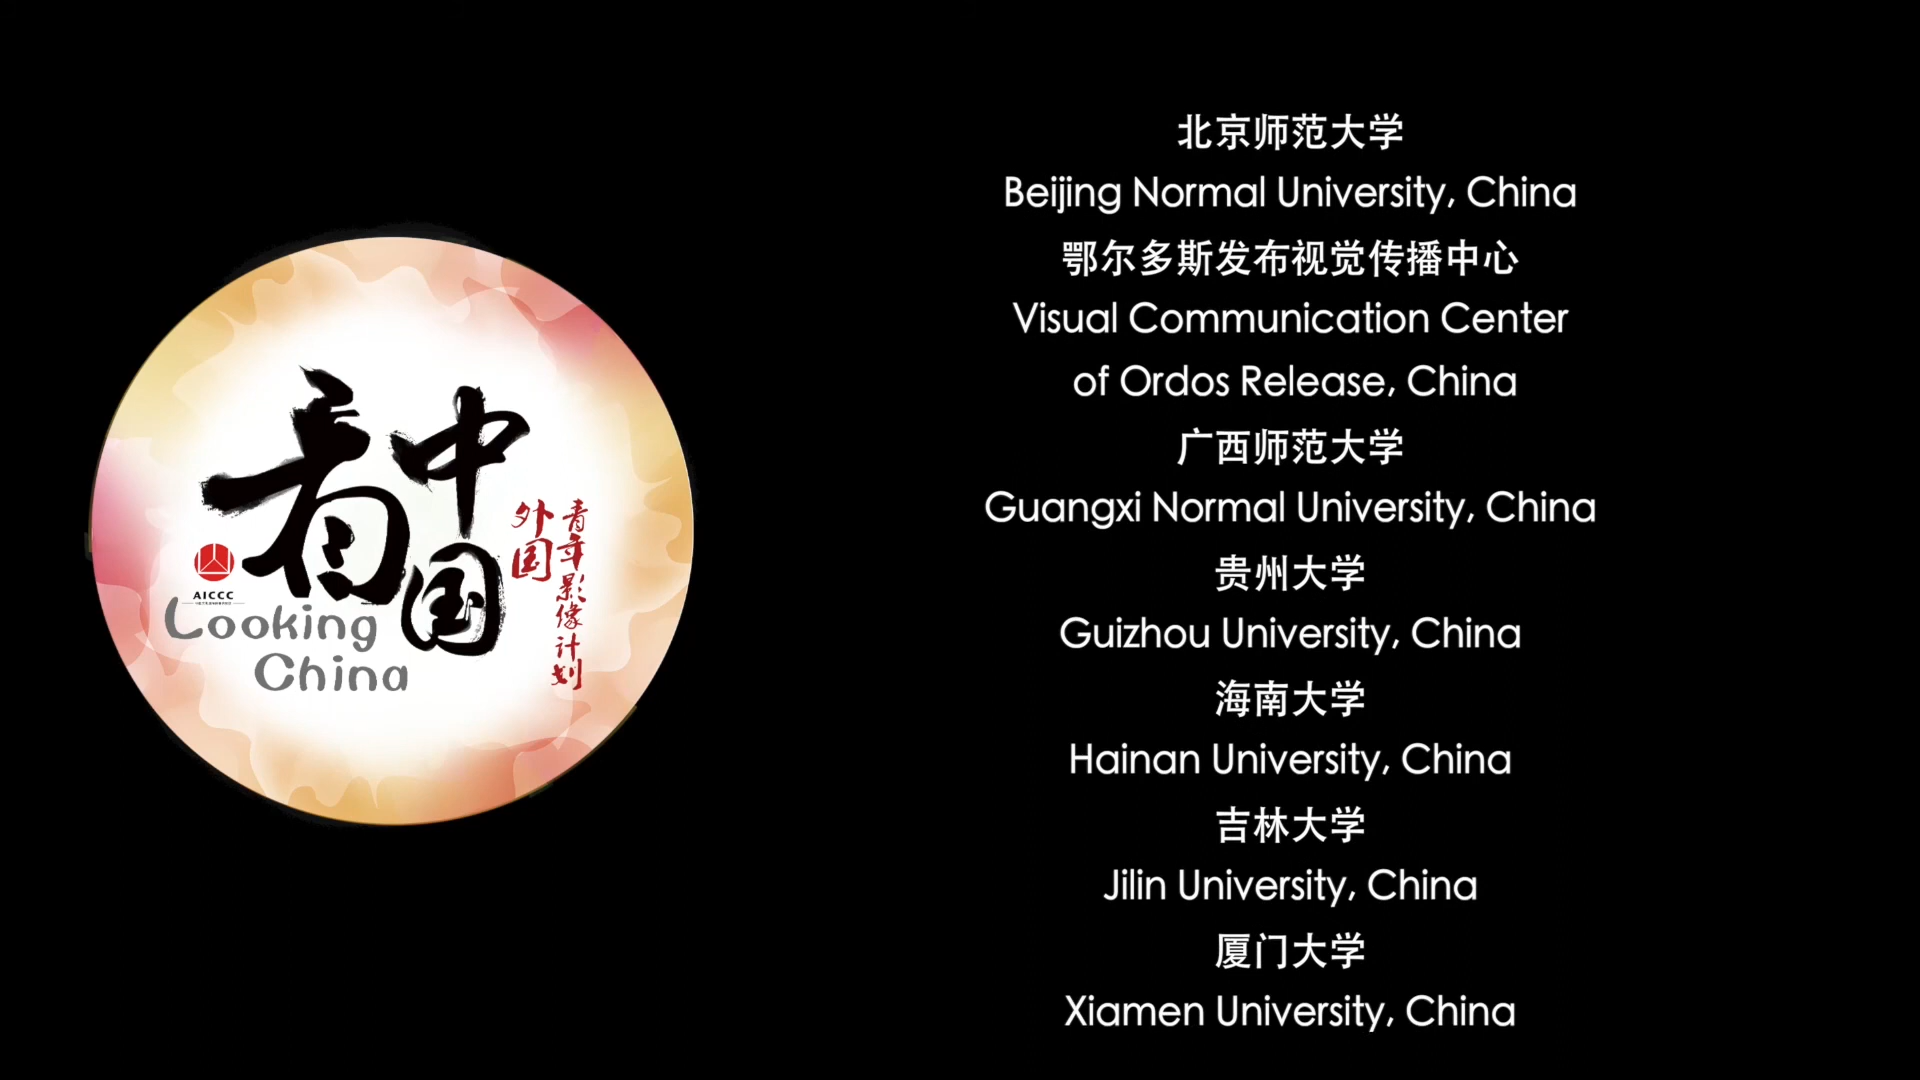 看中国
外国
青年影像计划
AICCC
Looking
China
北京师范大学
Beijing Normal University, China
鄂尔多斯发布视觉传播中心
Visual Communication Center
of Ordos Release, China
广西师范大学
Guangxi Normal University, China
贵州大学
Guizhou University, China
海南大学
Hainan University, China
吉林大学
Jilin University, China
厦门大学
Xiamen University, China